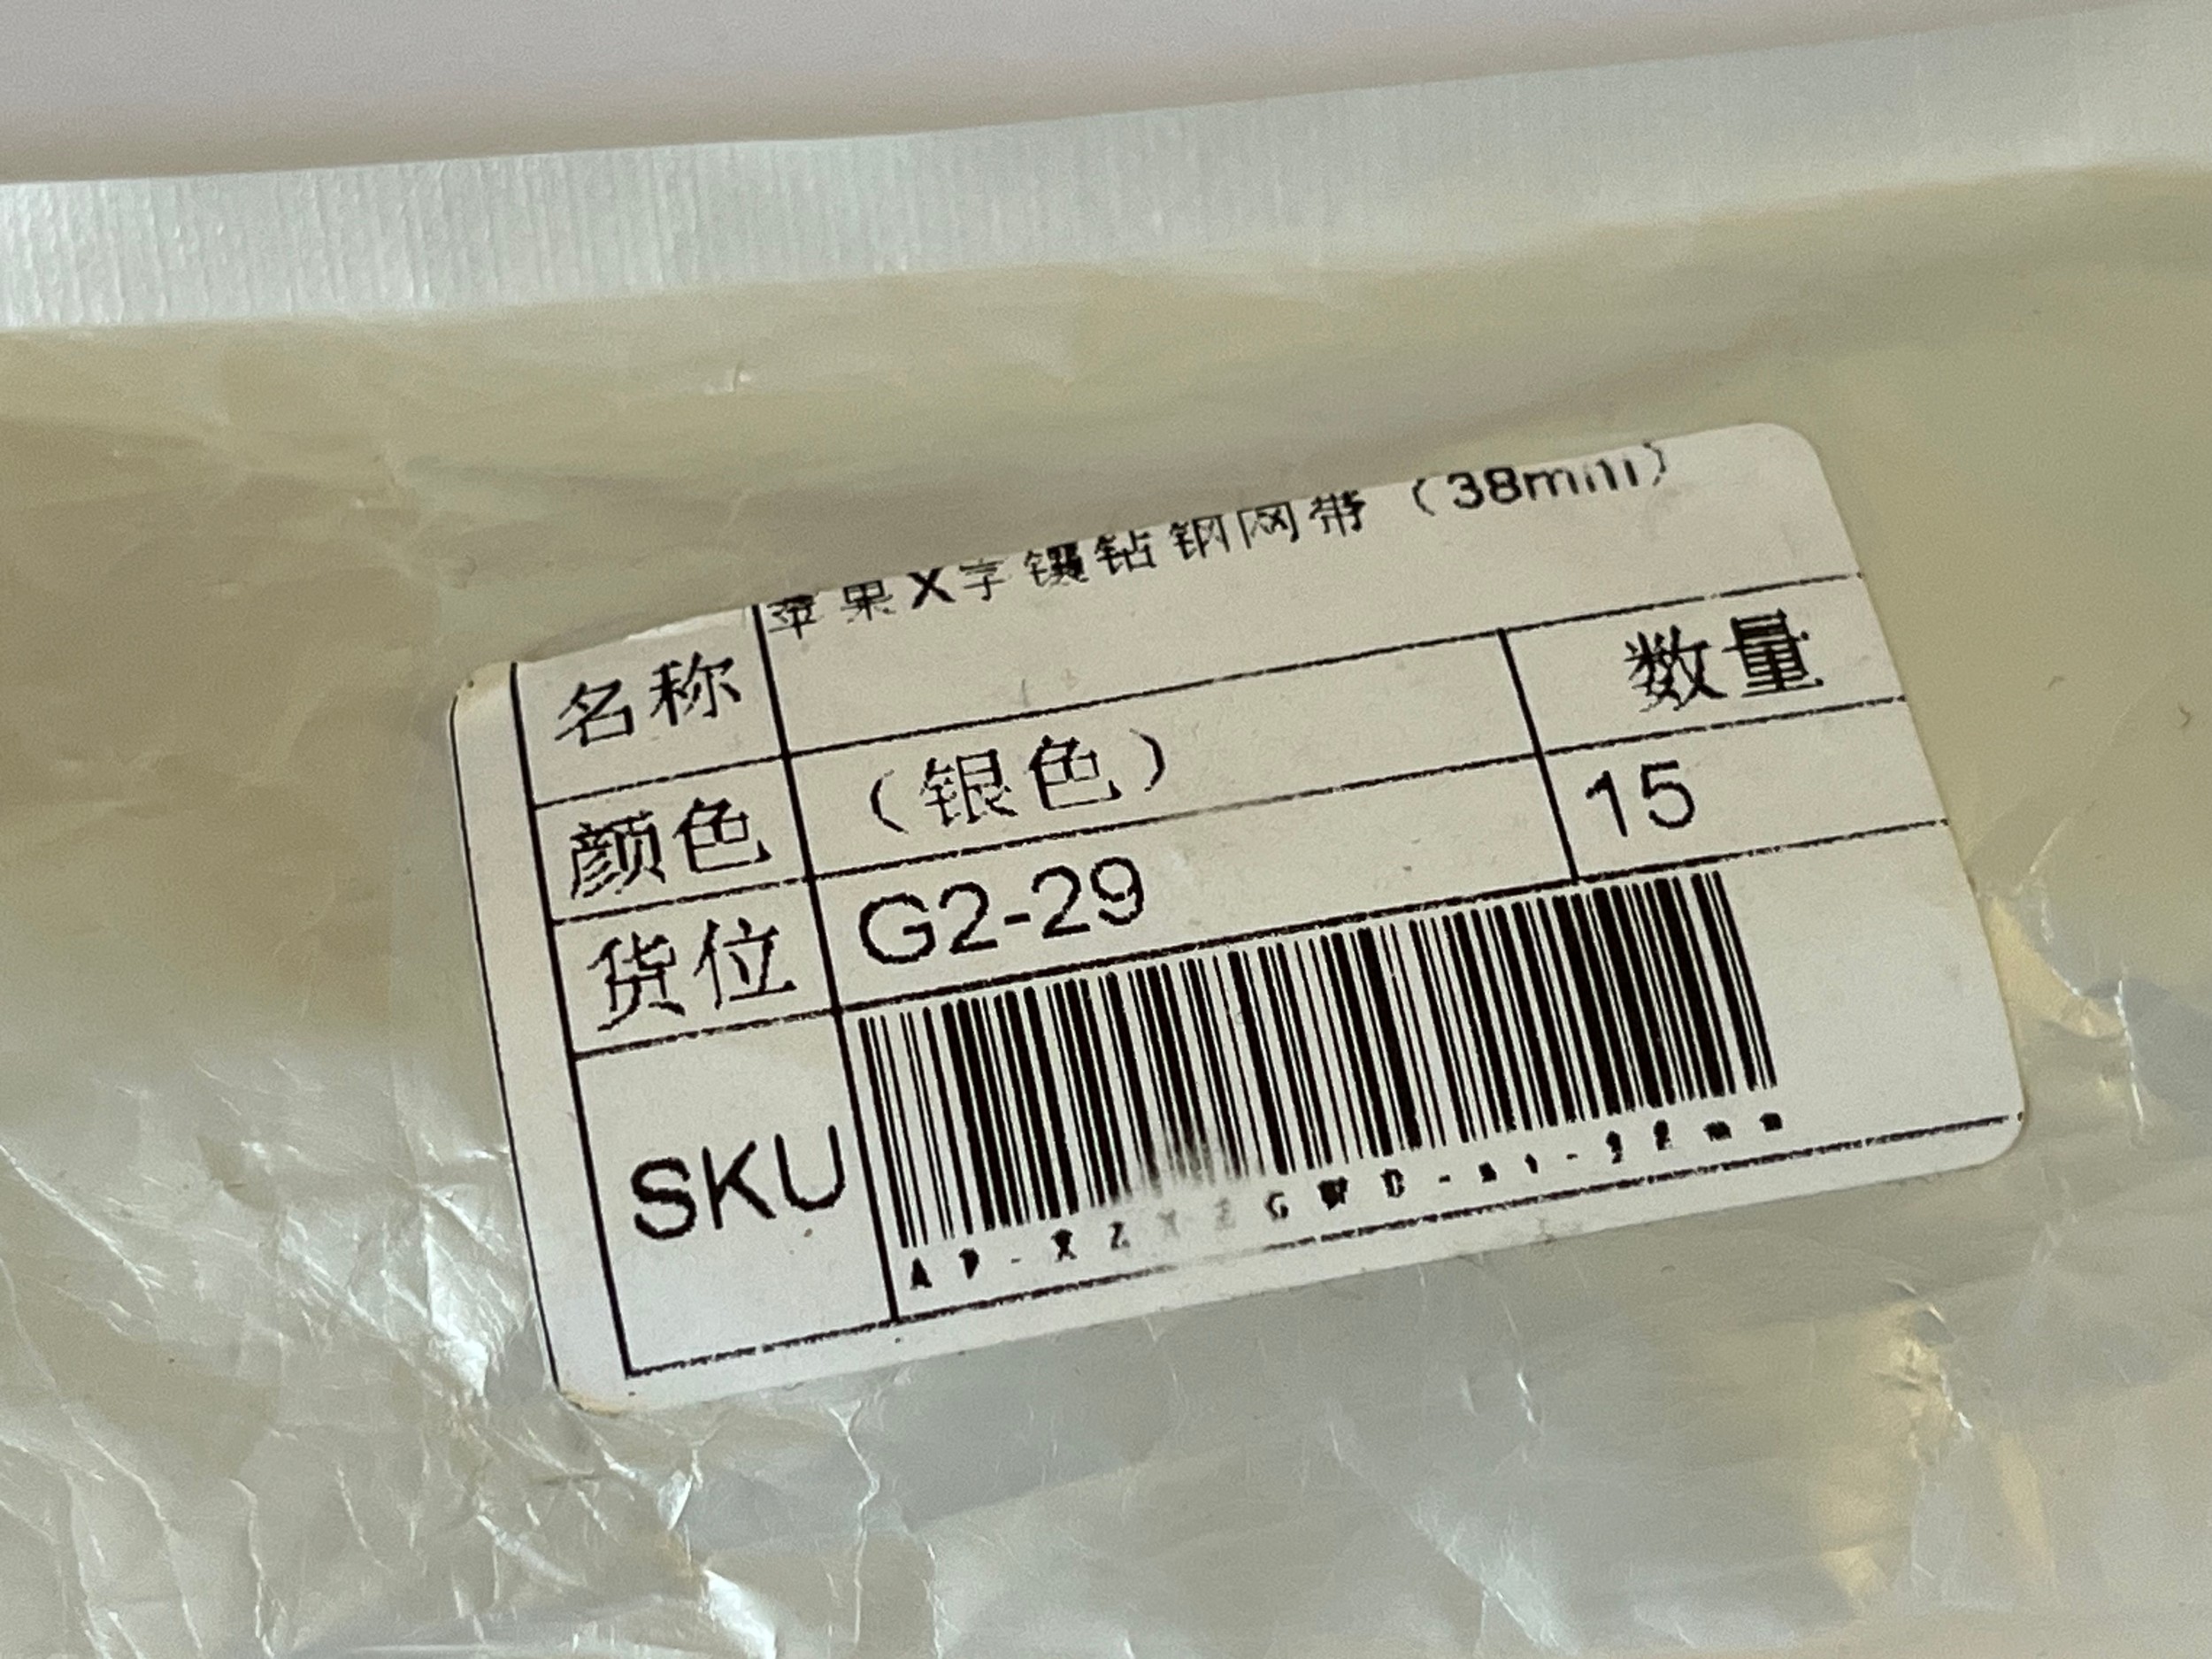 苹果X字镶钻钢网带（38mm）
名称
数量
颜色 （银色） 15
货位 G2-29
SKU